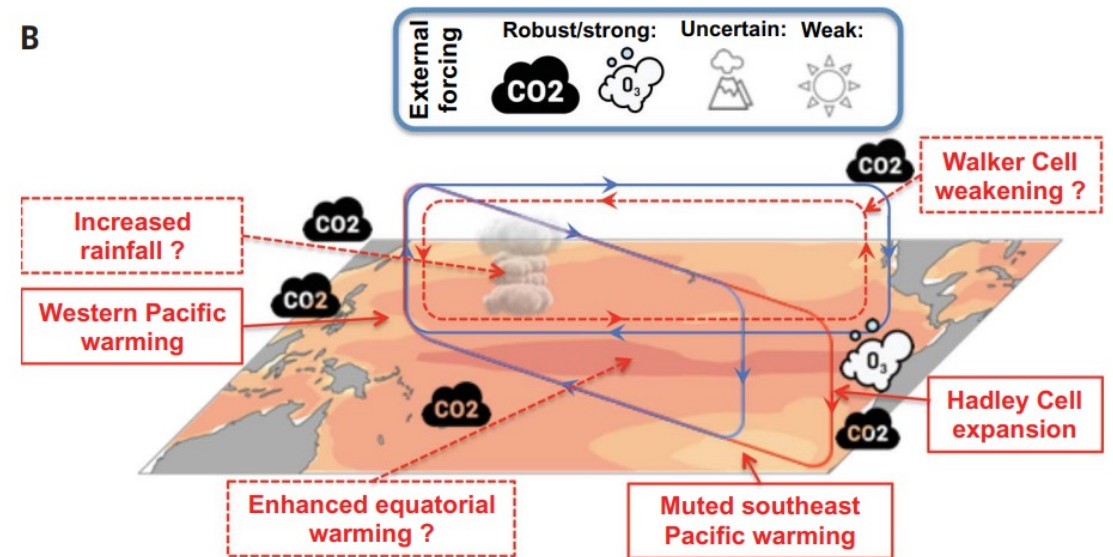 B
External
forcing
Robust/strong:
Uncertain:
Weak:
CO2
O₃
CO2
Walker Cell
weakening ?
Increased
rainfall ?
CO2
CO2
Western Pacific
warming
O₃
CO2
CO2
Hadley Cell
expansion
Enhanced equatorial
warming ?
Muted southeast
Pacific warming